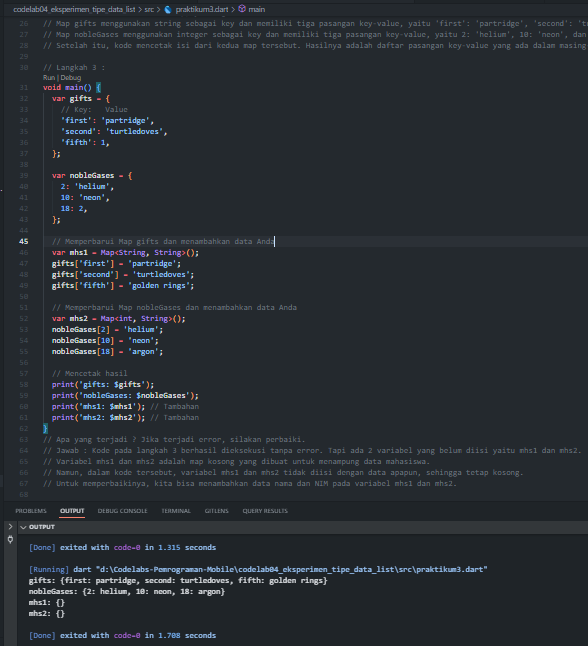 codelab04_eksperimen_tipe_data_list > src > praktikum3.dart > main
26 // Map gifts menggunakan string sebagai key dan memiliki tiga pasangan key-value, yaitu 'first': 'partridge', 'second':
27 // Map nobleGases menggunakan integer sebagai key dan memiliki tiga pasangan key-value, yaitu 2: 'helium', 10: 'neon', dan
28 // Setelah itu, kode mencetak isi dari kedua map tersebut. Hasilnya adalah daftar pasangan key-value yang ada dalam masing
29
30 // Langkah 3 :
Run | Debug
31 void main() {
32 var gifts = {
33 // Key: Value
34 'first': 'partridge',
35 'second': 'turtledoves',
36 'fifth': 1,
37 };
38
39 var nobleGases = {
40 2: 'helium',
41 10: 'neon',
42 18: 2,
43 };
44
45 // Memperbarui Map gifts dan menambahkan data Anda
46 var mhs1 = Map<String, String>();
47 gifts['first'] = 'partridge';
48 gifts['second'] = 'turtledoves';
49 gifts['fifth'] = 'golden rings';
50
51 // Memperbarui Map nobleGases dan menambahkan data Anda
52 var mhs2 = Map<int, String>();
53 nobleGases[2] = 'helium';
54 nobleGases[10] = 'neon';
55 nobleGases[18] = 'argon';
56
57 // Mencetak hasil
58 print('gifts: $gifts');
59 print('nobleGases: $nobleGases');
60 print('mhs1: $mhs1'); // Tambahan
61 print('mhs2: $mhs2'); // Tambahan
62 }
63 // Apa yang terjadi ? Jika terjadi error, silakan perbaiki.
64 // Jawab : Kode pada langkah 3 berhasil dieksekusi tanpa error. Tapi ada 2 variabel yang belum diisi yaitu mhs1 dan mhs2.
65 // Variabel mhs1 dan mhs2 adalah map kosong yang dibuat untuk menampung data mahasiswa.
66 // Namun, dalam kode tersebut, variabel mhs1 dan mhs2 tidak diisi dengan data apapun, sehingga tetap kosong.
67 // Untuk memperbaikinya, kita bisa menambahkan data nama dan NIM pada variabel mhs1 dan mhs2.
68
PROBLEMS OUTPUT DEBUG CONSOLE TERMINAL GITLENS QUERY RESULTS
OUTPUT
[Done] exited with code=0 in 1.315 seconds
[Running] dart "d:\Codelabs-Pemrograman-Mobile\codelab04_eksperimen_tipe_data_list\src\praktikum3.dart"
gifts: {first: partridge, second: turtledoves, fifth: golden rings}
nobleGases: {2: helium, 10: neon, 18: argon}
mhs1: {}
mhs2: {}
[Done] exited with code=0 in 1.708 seconds